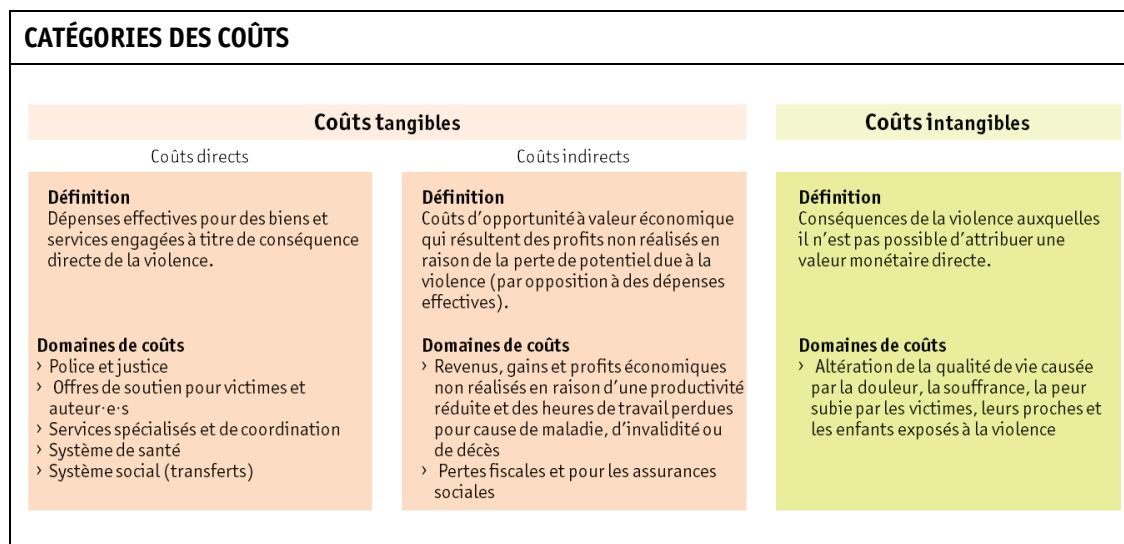 CATÉGORIES DES COÛTS
Coûts tangibles
Coûts directs
Définition
Dépenses effectives pour des biens et
services engagées à titre de conséquence
directe de la violence.
Domaines de coûts
› Police et justice
› Offres de soutien pour victimes et
auteur·e·s
› Services spécialisés et de coordination
› Système de santé
› Système social (transferts)
Coûts indirects
Définition
Coûts d’opportunité à valeur économique
qui résultent des profits non réalisés en
raison de la perte de potentiel due à la
violence (par opposition à des dépenses
effectives).
Domaines de coûts
› Revenus, gains et profits économiques
non réalisés en raison d’une productivité
réduite et des heures de travail perdues
pour cause de maladie, d’invalidité ou
de décès
› Pertes fiscales et pour les assurances
sociales
Coûts intangibles
Définition
Conséquences de la violence auxquelles
il n’est pas possible d’attribuer une
valeur monétaire directe.
Domaines de coûts
› Altération de la qualité de vie causée
par la douleur, la souffrance, la peur
subie par les victimes, leurs proches et
les enfants exposés à la violence